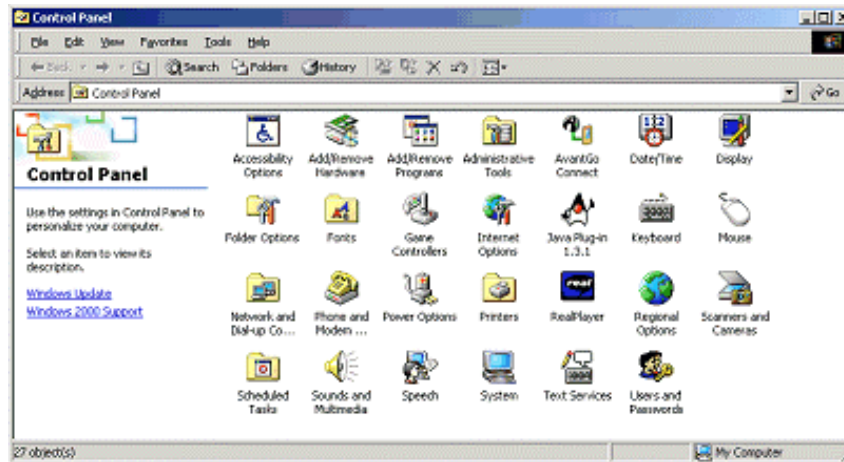 Control Panel
File Edit View Favorites Tools Help
Back Search Folders History
Address Control Panel Go
Control Panel
Use the settings in Control Panel to
personalize your computer.
Select an item to view its
description.
Windows Update
Windows 2000 Support
Accessibility
Options
Add/Remove
Hardware
Add/Remove
Programs
Administrative
Tools
AvantGo
Connect
Date/Time
Display
Folder Options
Fonts
Game
Controllers
Internet
Options
Java Plug-in
1.3.1
Keyboard
Mouse
Network and
Dial-up Co...
Phone and
Modem ...
Power Options
Printers
real
RealPlayer
Regional
Options
Scanners and
Cameras
Scheduled
Tasks
Sounds and
Multimedia
Speech
System
Text Services
Users and
Passwords
27 object(s) My Computer